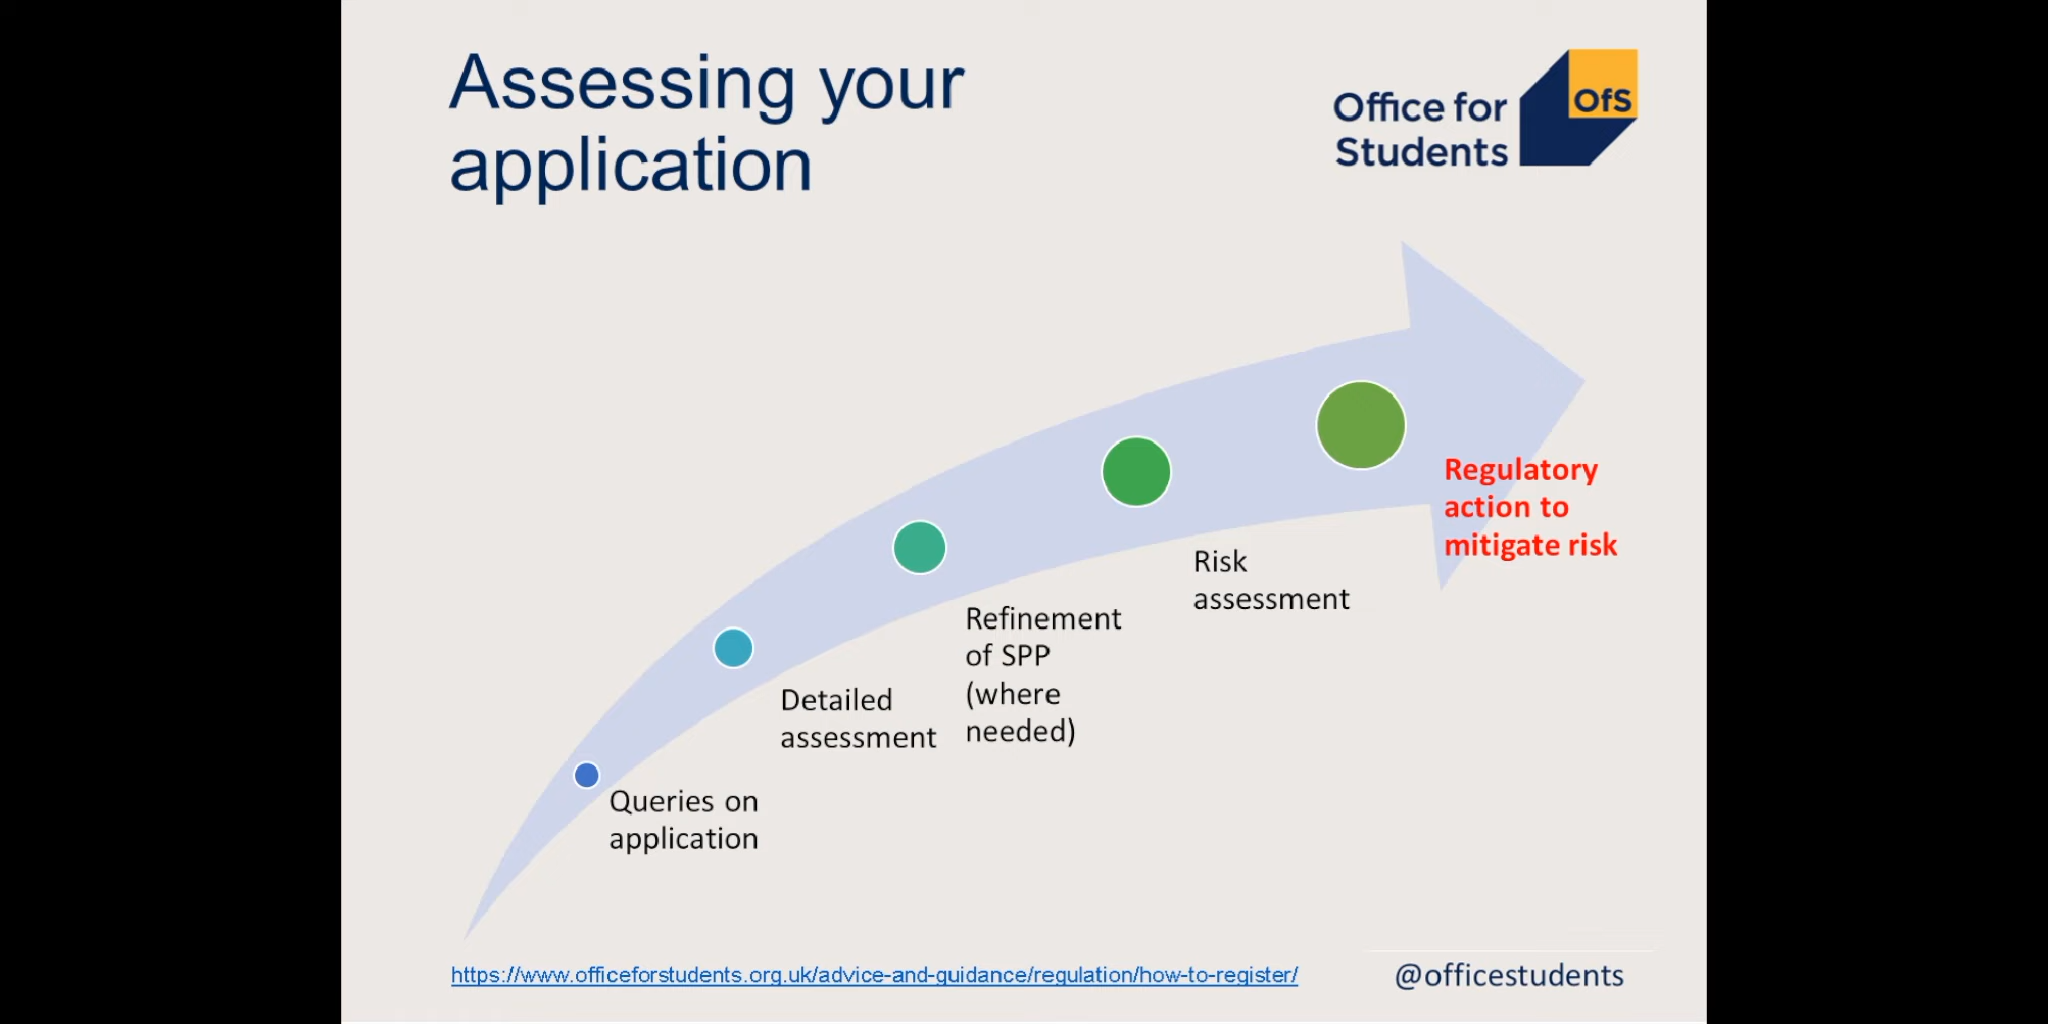 Assessing your
application
Office for
Students
OfS
Regulatory
action to
mitigate risk
Risk
assessment
Refinement
of SPP
(where
needed)
Detailed
assessment
Queries on
application
https://www.officeforstudents.org.uk/advice-and-guidance/regulation/how-to-register/
@officestudents